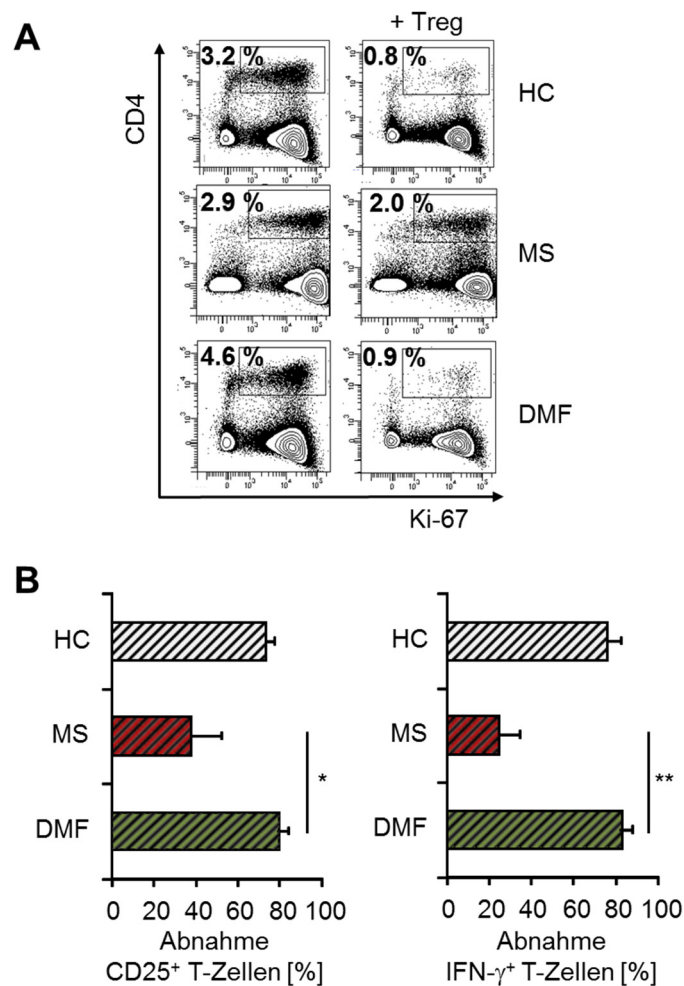 A
+ Treg
CD4
3.2 %
0.8 %
HC
2.9 %
2.0 %
MS
4.6 %
0.9 %
DMF
Ki-67
B
HC
MS
DMF
*
0 20 40 60 80 100
Abnahme
CD25⁺ T-Zellen [%]
HC
MS
DMF
**
0 20 40 60 80 100
Abnahme
IFN-γ⁺ T-Zellen [%]